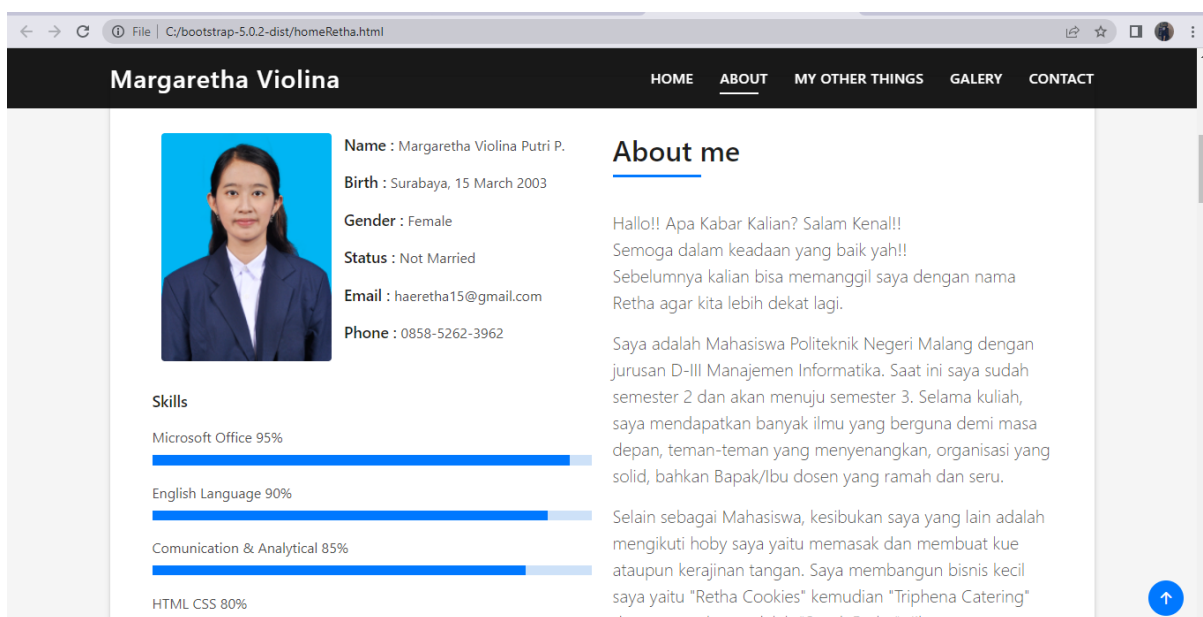 File | C:/bootstrap-5.0.2-dist/homeRetha.html
Margaretha Violina
HOME ABOUT MY OTHER THINGS GALERY CONTACT
Name : Margaretha Violina Putri P.
Birth : Surabaya, 15 March 2003
Gender : Female
Status : Not Married
Email : haeretha15@gmail.com
Phone : 0858-5262-3962
Skills
Microsoft Office 95%
English Language 90%
Comunication & Analytical 85%
HTML CSS 80%
About me
Hallo!! Apa Kabar Kalian? Salam Kenal!!
Semoga dalam keadaan yang baik yah!!
Sebelumnya kalian bisa memanggil saya dengan nama
Retha agar kita lebih dekat lagi.
Saya adalah Mahasiswa Politeknik Negeri Malang dengan
jurusan D-III Manajemen Informatika. Saat ini saya sudah
semester 2 dan akan menuju semester 3. Selama kuliah,
saya mendapatkan banyak ilmu yang berguna demi masa
depan, teman-teman yang menyenangkan, organisasi yang
solid, bahkan Bapak/Ibu dosen yang ramah dan seru.
Selain sebagai Mahasiswa, kesibukan saya yang lain adalah
mengikuti hoby saya yaitu memasak dan membuat kue
ataupun kerajinan tangan. Saya membangun bisnis kecil
saya yaitu "Retha Cookies" kemudian "Triphena Catering"